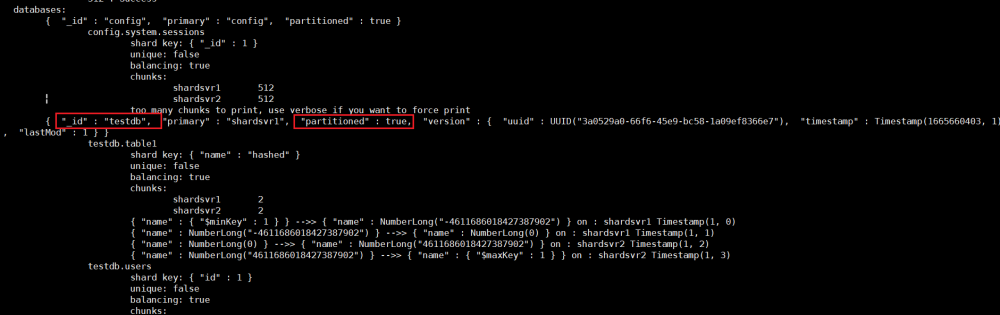 512 : Success
databases:
{  "_id" : "config",  "primary" : "config",  "partitioned" : true }
config.system.sessions
shard key: { "_id" : 1 }
unique: false
balancing: true
chunks:
shardsvr1	512
shardsvr2	512
too many chunks to print, use verbose if you want to force print
{  "_id" : "testdb",  "primary" : "shardsvr1",  "partitioned" : true,  "version" : {  "uuid" : UUID("3a0529a0-66f6-45e9-bc58-1a09ef8366e7"),  "timestamp" : Timestamp(1665660403, 1)
,  "lastMod" : 1 } }
testdb.table1
shard key: { "name" : "hashed" }
unique: false
balancing: true
chunks:
shardsvr1	2
shardsvr2	2
{ "name" : { "$minKey" : 1 } } -->> { "name" : NumberLong("-4611686018427387902") } on : shardsvr1 Timestamp(1, 0)
{ "name" : NumberLong("-4611686018427387902") } -->> { "name" : NumberLong(0) } on : shardsvr1 Timestamp(1, 1)
{ "name" : NumberLong(0) } -->> { "name" : NumberLong("4611686018427387902") } on : shardsvr2 Timestamp(1, 2)
{ "name" : NumberLong("4611686018427387902") } -->> { "name" : { "$maxKey" : 1 } } on : shardsvr2 Timestamp(1, 3)
testdb.users
shard key: { "id" : 1 }
unique: false
balancing: true
chunks: